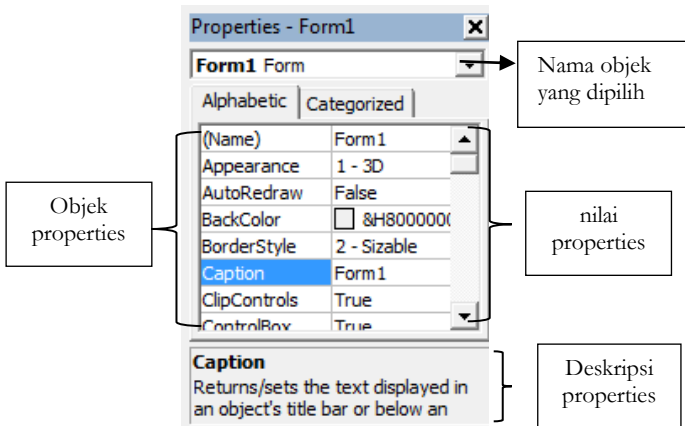 Properties - Form1
Form1 Form
Nama objek
yang dipilih
Alphabetic Categorized
(Name) Form1
Appearance 1 - 3D
AutoRedraw False
BackColor &H8000000
BorderStyle 2 - Sizable
Caption Form1
ClipControls True
ControlBox True
Objek
properties
nilai
properties
Caption
Returns/sets the text displayed in
an object's title bar or below an
Deskripsi
properties